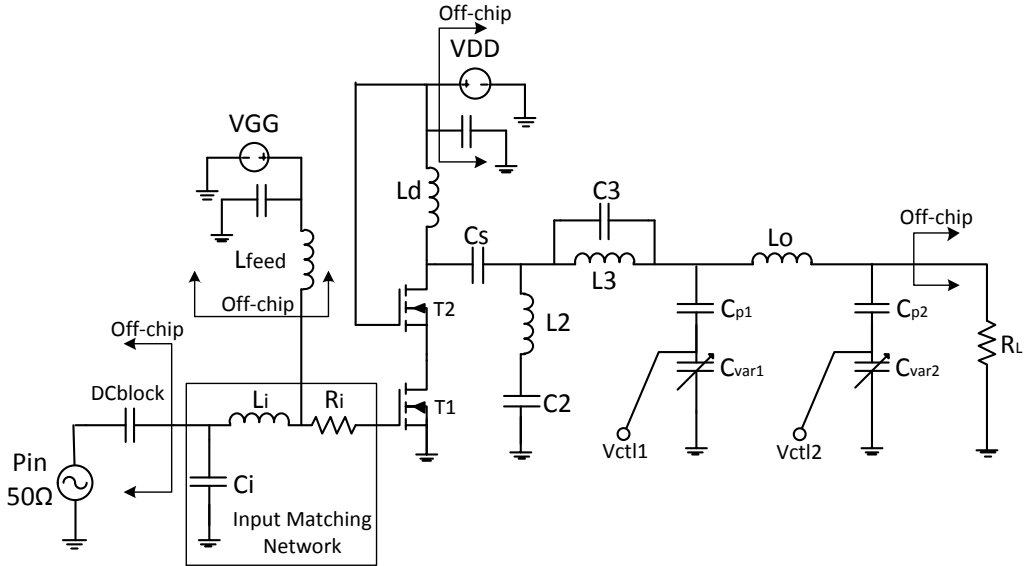 Off-chip
VDD
VGG
Ld
C3
Lfeed
Cs
L3
Lo
Off-chip
Off-chip
T2
L2
Cp1
Cp2
RL
Off-chip
Cvar1
Cvar2
DCblock
Li
Ri
T1
C2
Vctl1
Vctl2
Pin
50Ω
Ci
Input Matching
Network